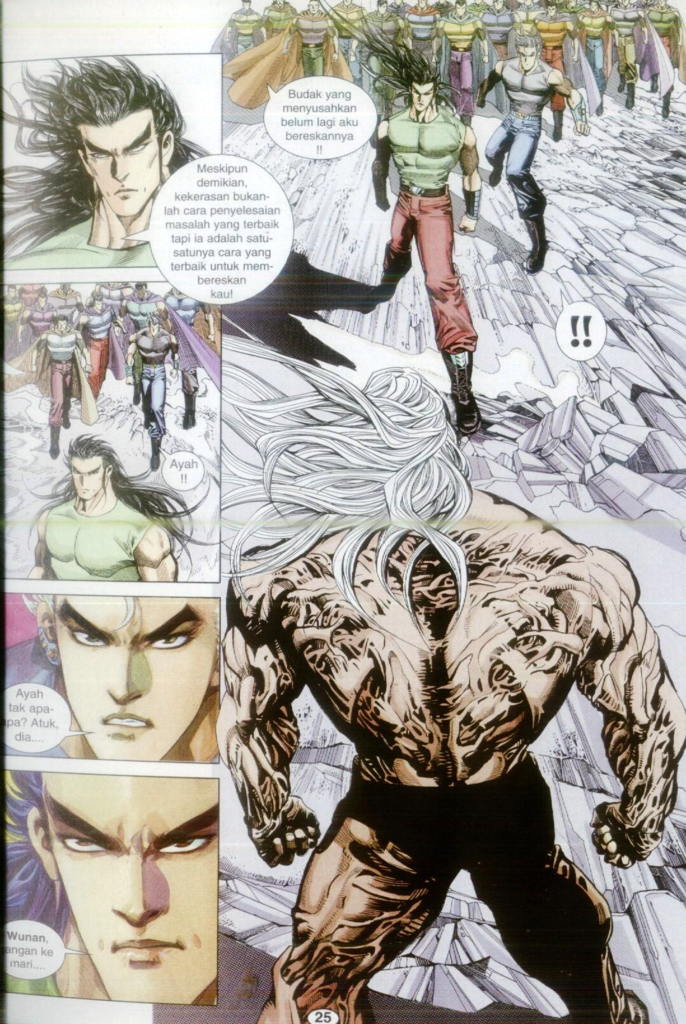 Budak yang
menyusahkan
belum lagi aku
bereskannya
!!
Meskipun
demikian,
kekerasan bukan-
lah cara penyelesaian
masalah yang terbaik
tapi ia adalah satu-
satunya cara yang
terbaik untuk mem-
bereskan
kau!
!!
Ayah
!!
Ayah
tak apa-
apa? Atuk,
dia....
Wunan,
jangan ke
mari....
25